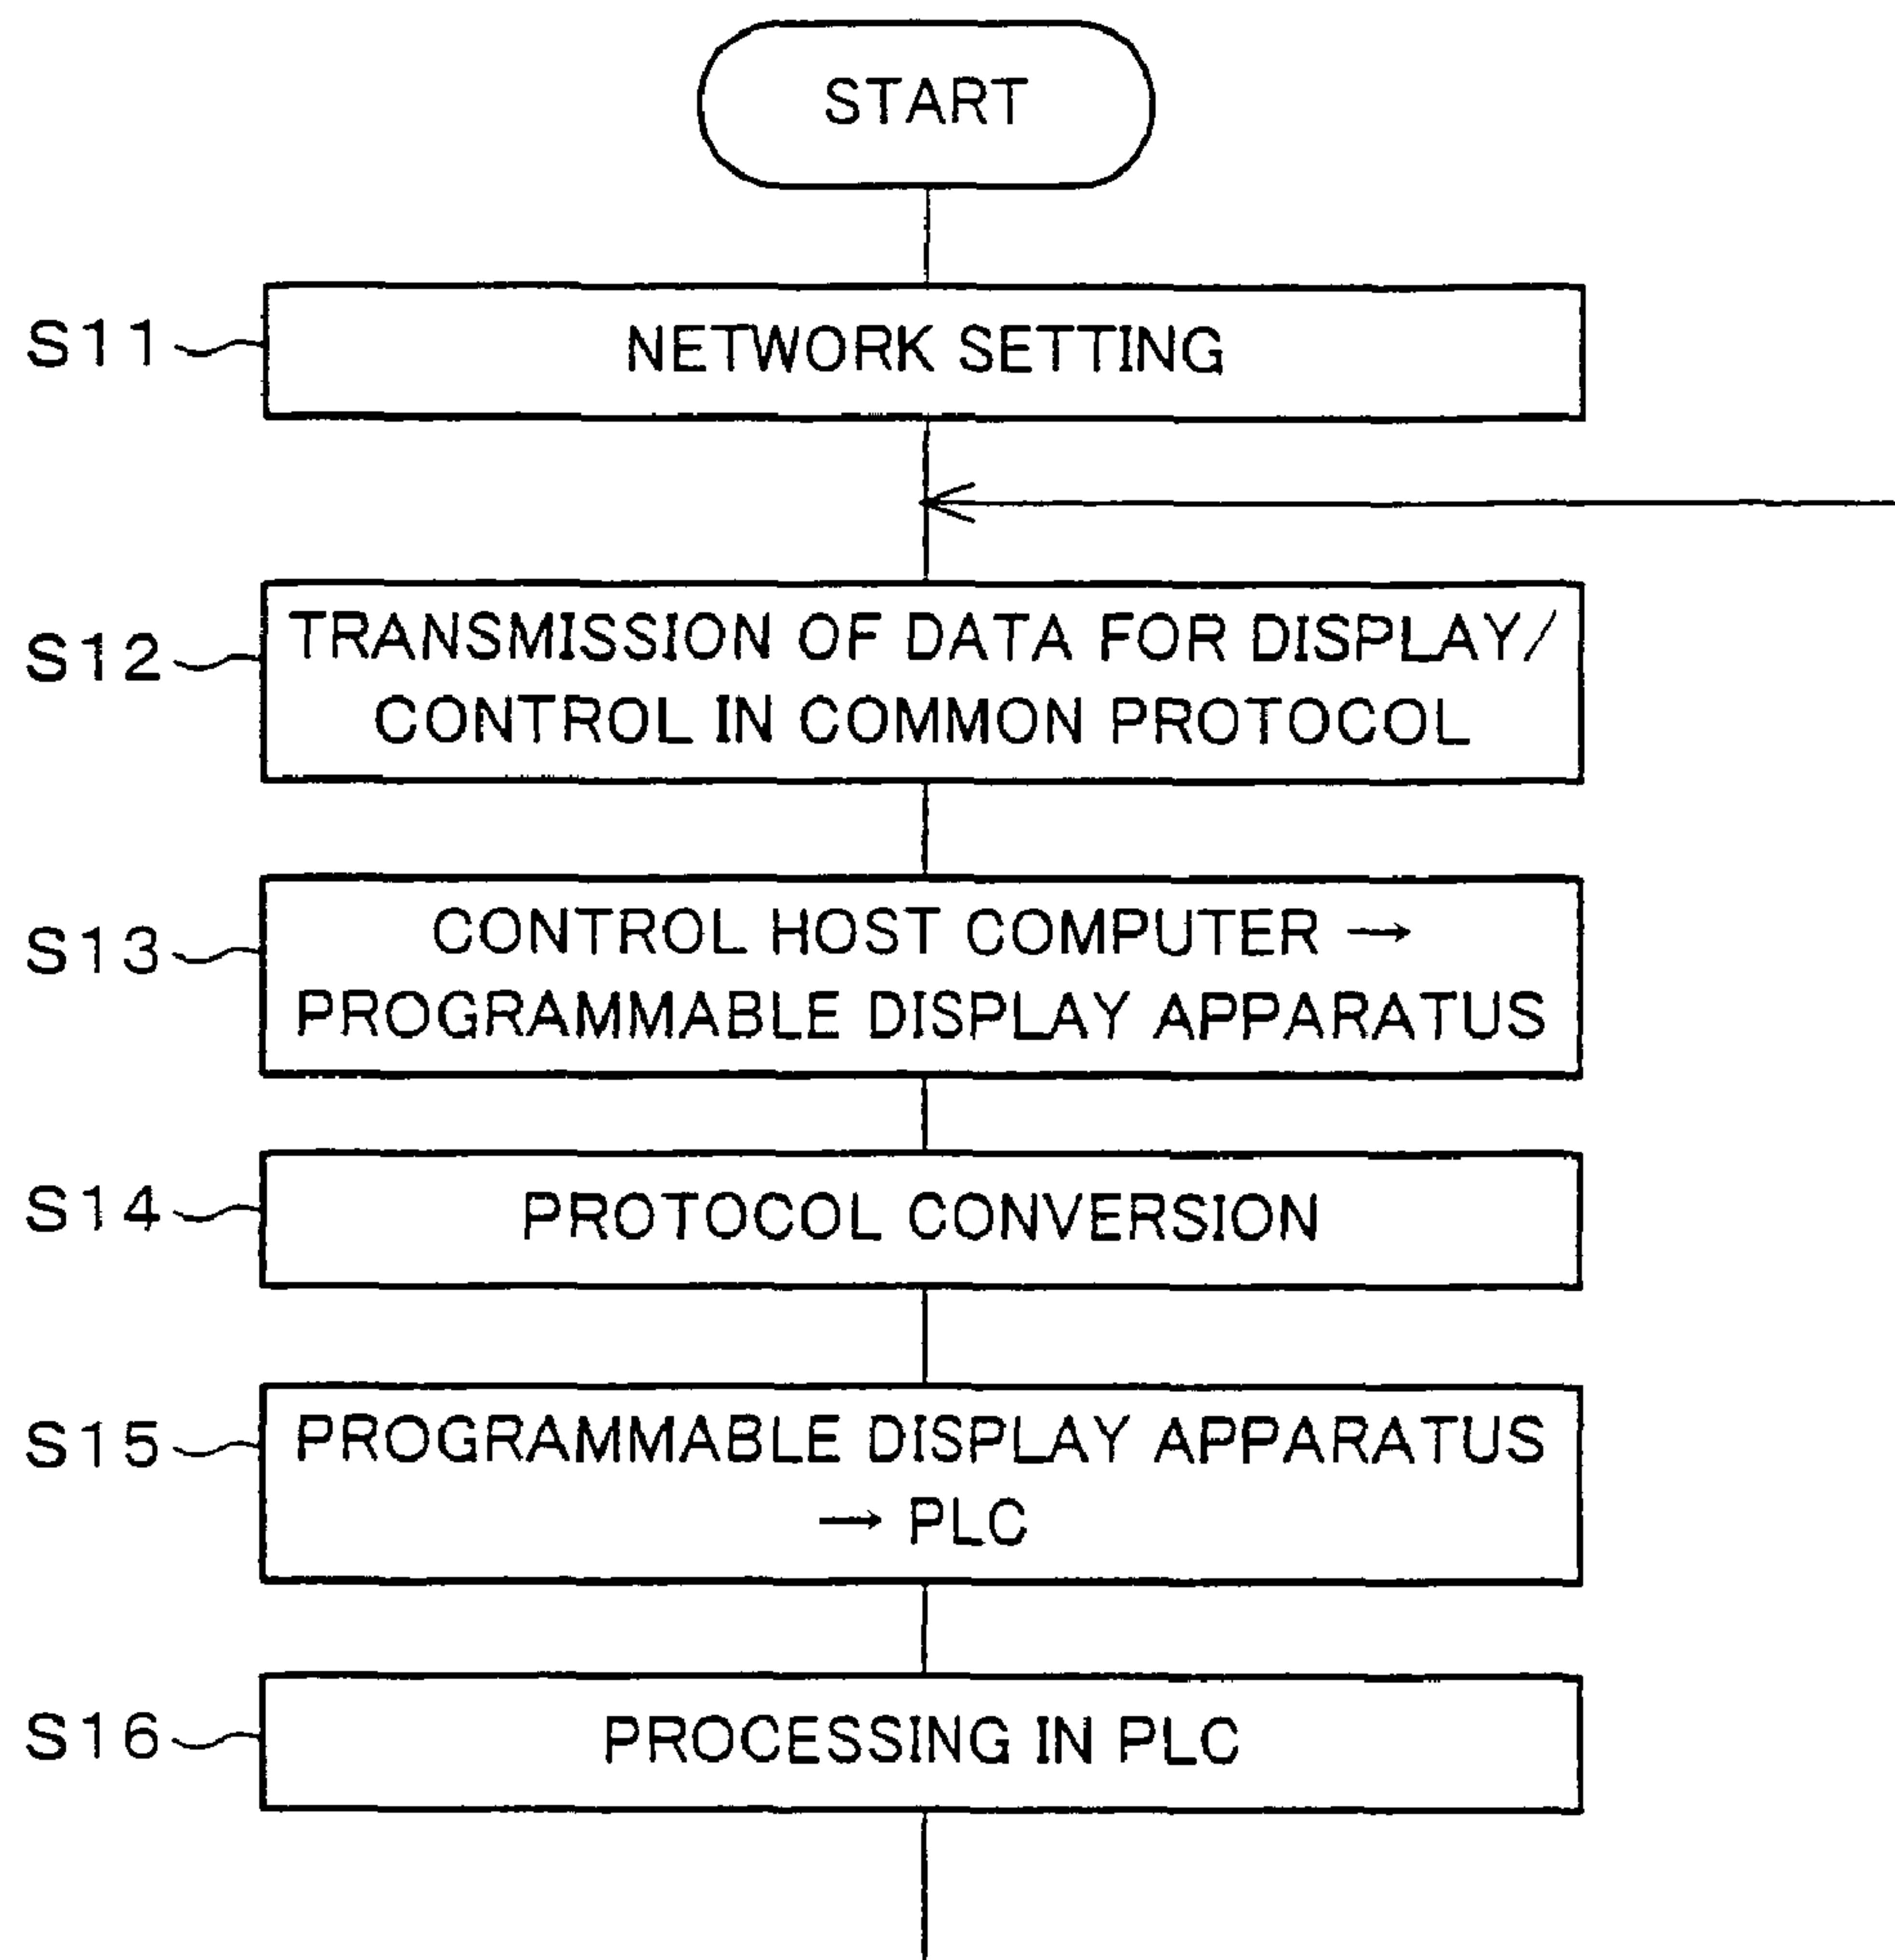 START
S11
NETWORK SETTING
S12
TRANSMISSION OF DATA FOR DISPLAY/
CONTROL IN COMMON PROTOCOL
S13
CONTROL HOST COMPUTER →
PROGRAMMABLE DISPLAY APPARATUS
S14
PROTOCOL CONVERSION
S15
PROGRAMMABLE DISPLAY APPARATUS
→ PLC
S16
PROCESSING IN PLC